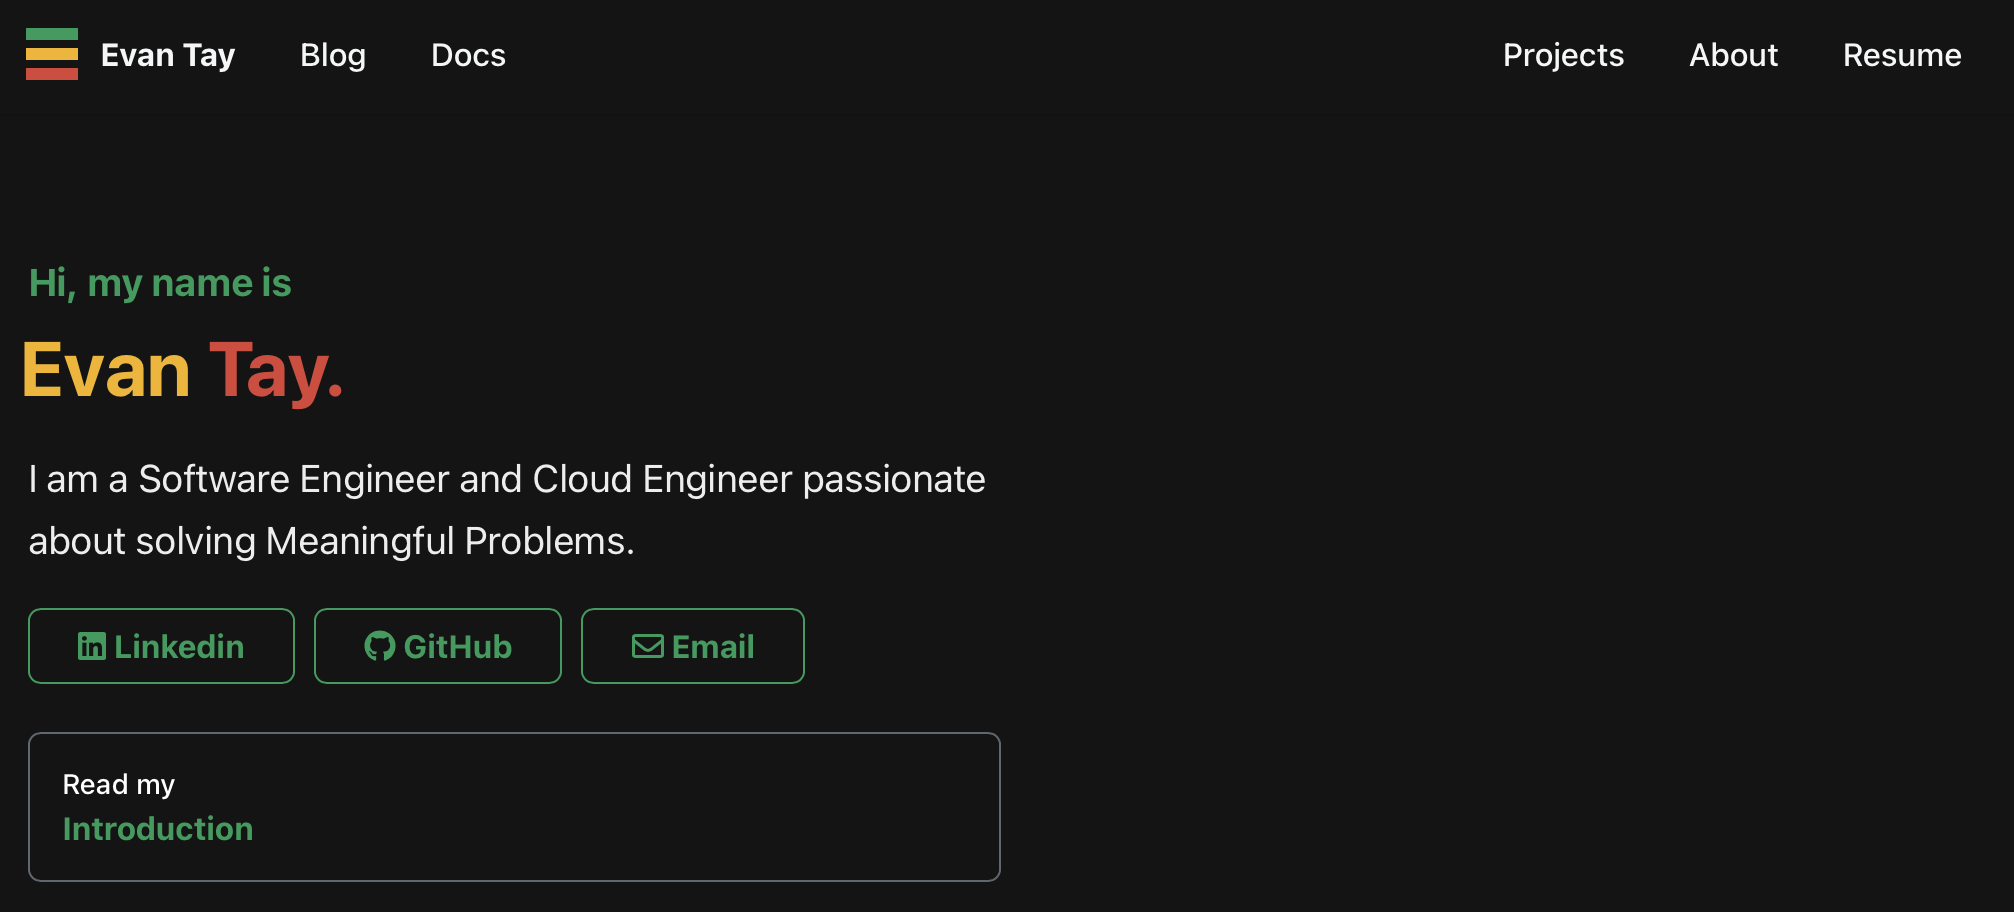 Evan Tay Blog Docs Projects About Resume
Hi, my name is
Evan Tay.
I am a Software Engineer and Cloud Engineer passionate
about solving Meaningful Problems.
Linkedin GitHub Email
Read my
Introduction